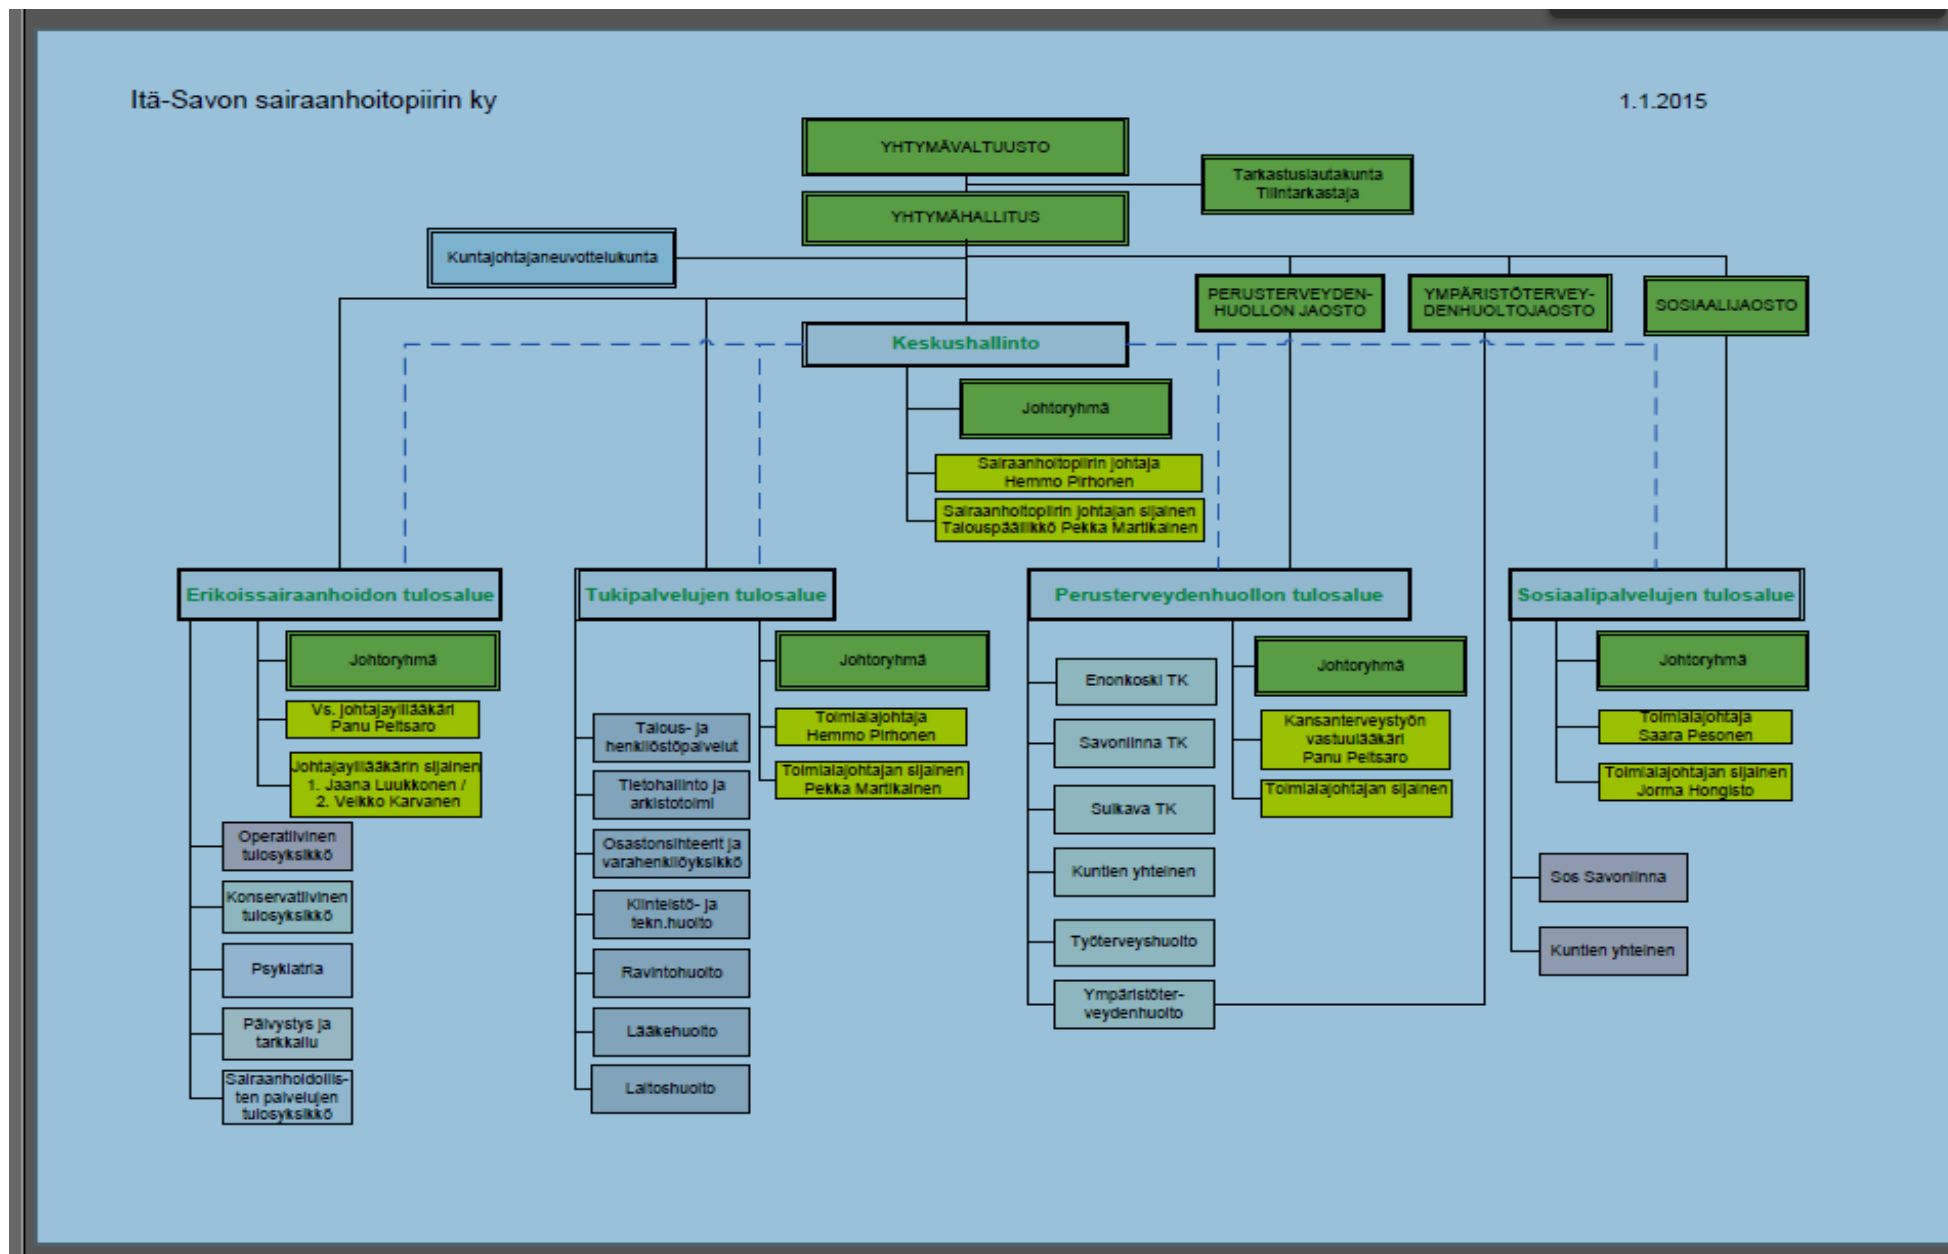 Itä-Savon sairaanhoitopiirin ky
1.1.2015
YHTYMÄVALTUUSTO
Tarkastuslautakunta
Tilintarkastaja
YHTYMÄHALLITUS
Kuntajohtajaneuvottelukunta
PERUSTERVEYDEN-
HUOLLON JAOSTO
YMPÄRISTÖTERVEY-
DENHUOLTOJAOSTO
SOSIAALIJAOSTO
Keskushallinto
Johtoryhmä
Sairaanhoitopiirin johtaja
Hemmo Pirhonen
Sairaanhoitopiirin johtajan sijainen
Talouspäällikkö Pekka Martikainen
Erikoissairaanhoidon tulosalue
Johtoryhmä
Vs. johtajaylilääkäri
Panu Peitsaro
Johtajaylilääkärin sijainen
1. Jaana Luukkonen /
2. Veikko Karvanen
Operatiivinen
tulosyksikkö
Konservatiivinen
tulosyksikkö
Psykiatria
Päivystys ja
tarkkailu
Sairaanhoidollis-
ten palvelujen
tulosyksikkö
Tukipalvelujen tulosalue
Johtoryhmä
Toimialajohtaja
Hemmo Pirhonen
Toimialajohtajan sijainen
Pekka Martikainen
Talous- ja
henkilöstöpalvelut
Tietohallinto ja
arkistotoimi
Osastonsihteerit ja
varahenkilöyksikkö
Kiinteistö- ja
tekn.huolto
Ravintohuolto
Lääkehuolto
Laitoshuolto
Perusterveydenhuollon tulosalue
Johtoryhmä
Kansanterveystyön
vastuulääkäri
Panu Peitsaro
Toimialajohtajan sijainen
Enonkoski TK
Savonlinna TK
Sulkava TK
Kuntien yhteinen
Työterveyshuolto
Ympäristöter-
veydenhuolto
Sosiaalipalvelujen tulosalue
Johtoryhmä
Toimialajohtaja
Saara Pesonen
Toimialajohtajan sijainen
Jorma Hongisto
Sos Savonlinna
Kuntien yhteinen